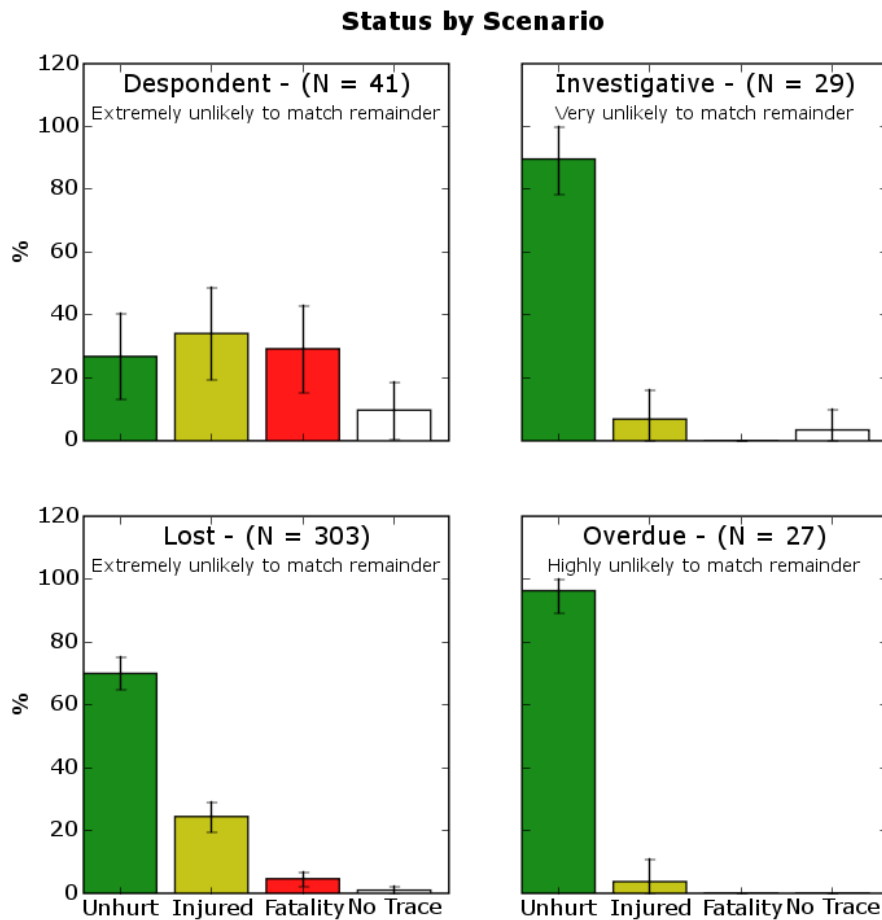 Status by Scenario
Despondent - (N = 41)
Extremely unlikely to match remainder
120
100
80
60
40
20
0
%
Investigative - (N = 29)
Very unlikely to match remainder
Lost - (N = 303)
Extremely unlikely to match remainder
120
100
80
60
40
20
0
%
Unhurt Injured Fatality No Trace
Overdue - (N = 27)
Highly unlikely to match remainder
Unhurt Injured Fatality No Trace